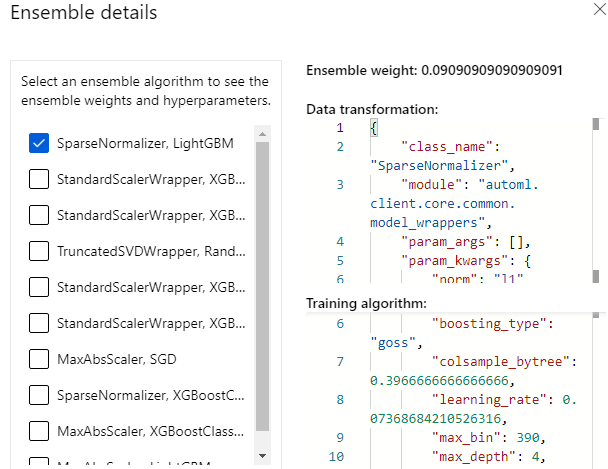 Ensemble details
Select an ensemble algorithm to see the
ensemble weights and hyperparameters.
SparseNormalizer, LightGBM
StandardScalerWrapper, XGB...
StandardScalerWrapper, XGB...
TruncatedSVDWrapper, Rand...
StandardScalerWrapper, XGB...
StandardScalerWrapper, XGB...
MaxAbsScaler, SGD
SparseNormalizer, XGBoostC...
MaxAbsScaler, XGBoostClass...
MaxAbsScaler, LightGBM
Ensemble weight: 0.09090909090909091
Data transformation:
1 {
2 "class_name":
"SparseNormalizer",
3 "module": "automl.
client.core.common.
model_wrappers",
4 "param_args": [],
5 "param_kwargs": {
6 "norm": "l1"
Training algorithm:
6 "boosting_type":
"goss",
7 "colsample_bytree":
0.3966666666666666,
8 "learning_rate": 0.
07368684210526316,
9 "max_bin": 390,
10 "max_depth": 4,